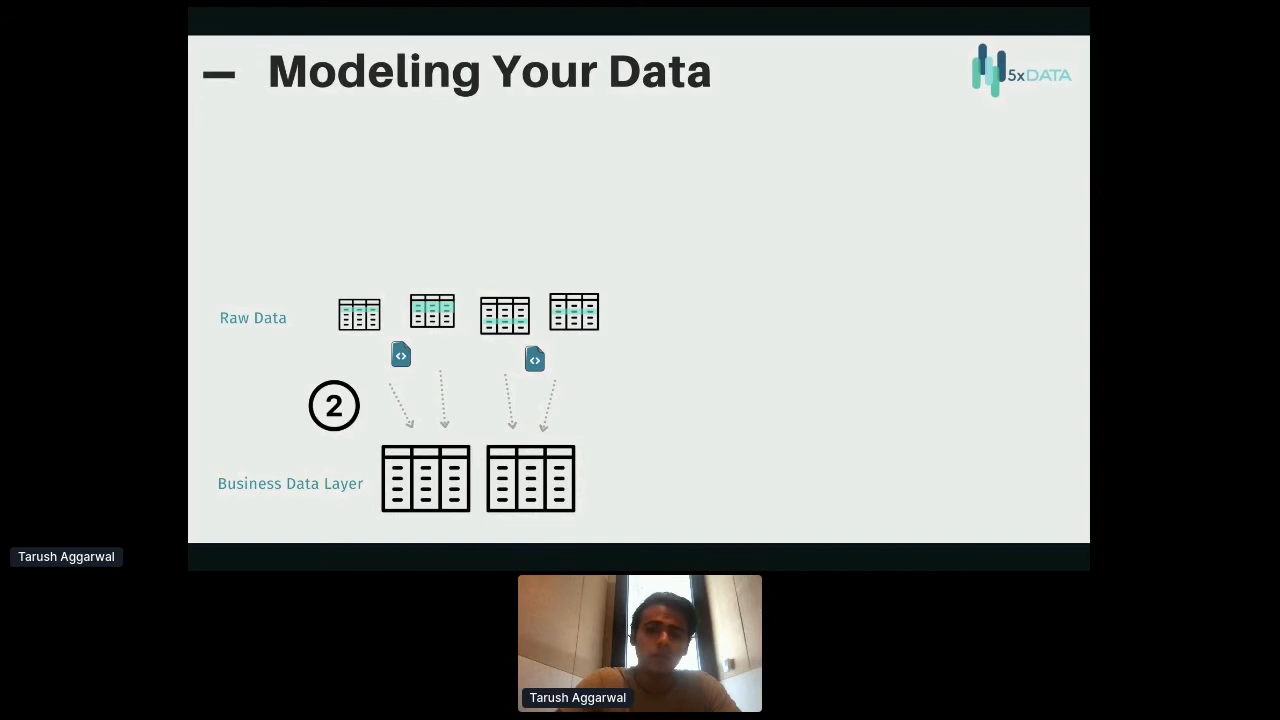 Modeling Your Data
5xDATA
Raw Data
2
Business Data Layer
Tarush Aggarwal
Tarush Aggarwal